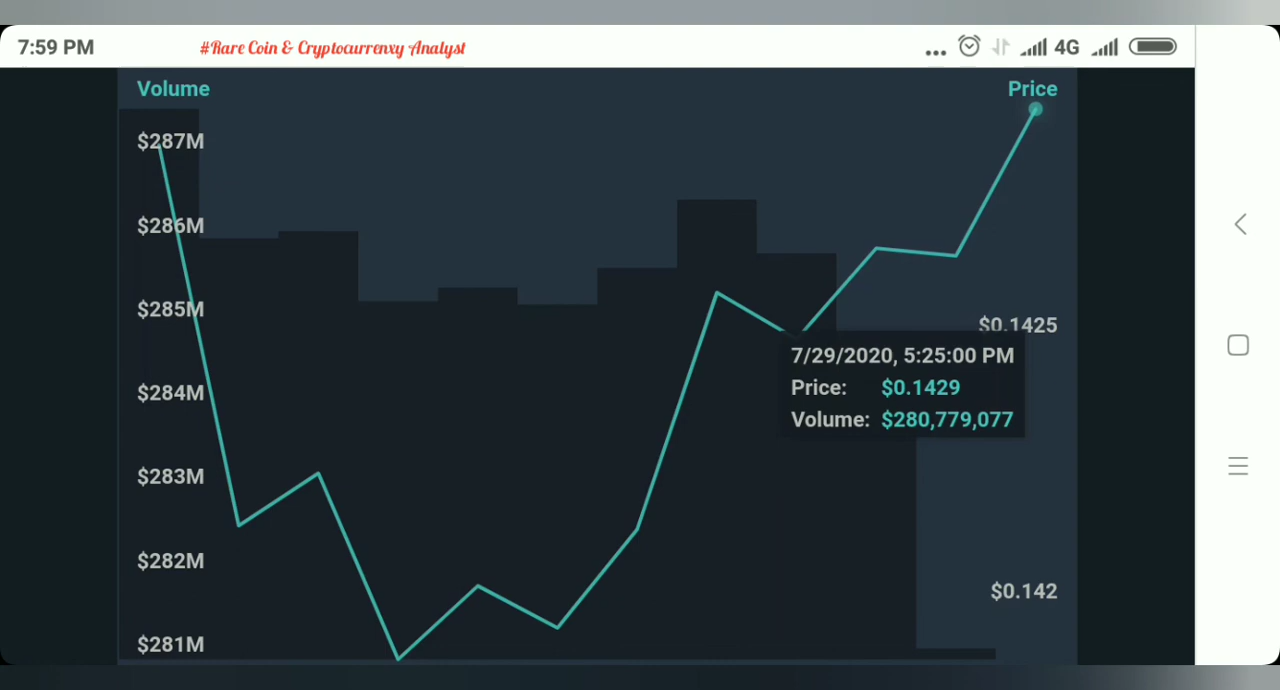 7:59 PM
#Rare Coin & Cryptocurrenxy Analyst
4G
Volume
Price
$287M
$286M
$285M
$0.1425
7/29/2020, 5:25:00 PM
Price: $0.1429
$284M
Volume: $280,779,077
$283M
$282M
$0.142
$281M